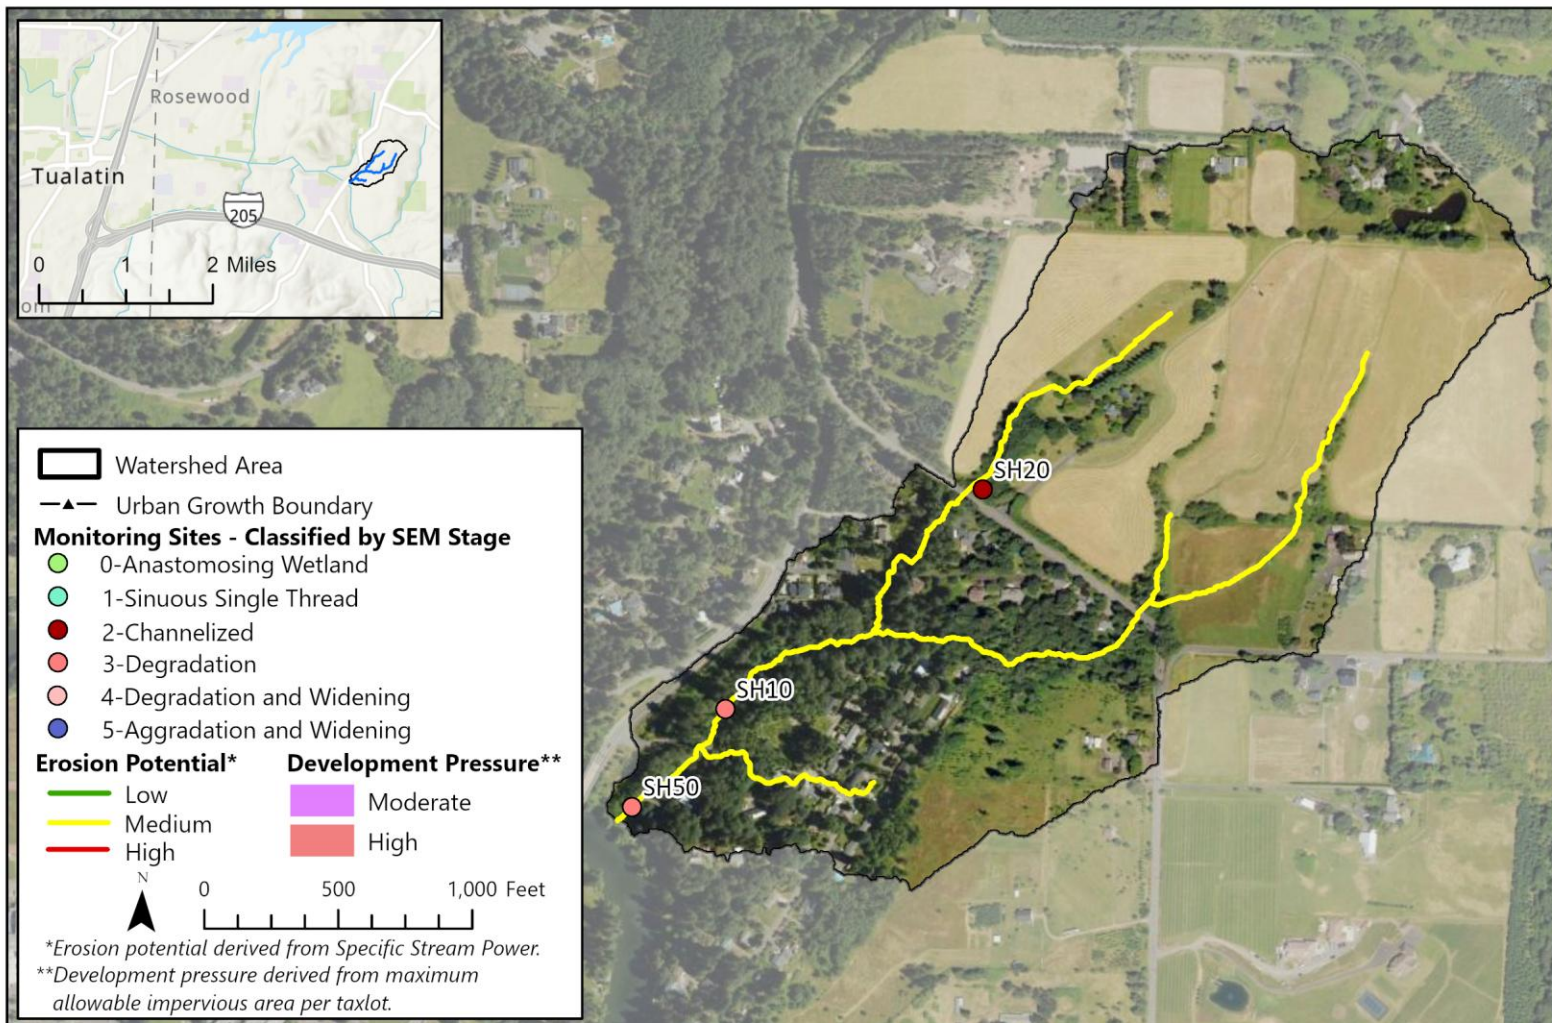 Rosewood
Tualatin
205
0 1 2 Miles
om
SH20
SH10
SH50
Watershed Area
Urban Growth Boundary
Monitoring Sites - Classified by SEM Stage
0-Anastomosing Wetland
1-Sinuous Single Thread
2-Channelized
3-Degradation
4-Degradation and Widening
5-Aggradation and Widening
Erosion Potential* Development Pressure**
Low
Medium
High
Moderate
High
N
0 500 1,000 Feet
*Erosion potential derived from Specific Stream Power.
**Development pressure derived from maximum
allowable impervious area per taxlot.